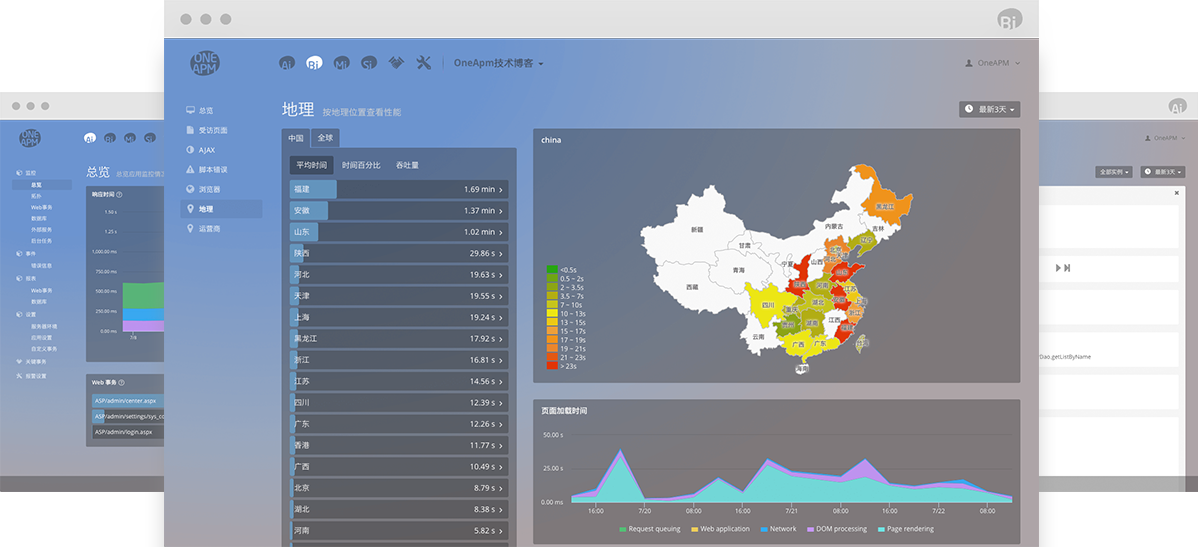 Bi
ONE
APM
Ai
Bi
Mi
Si
OneApm技术博客
OneAPM
总览
受访页面
AJAX
脚本错误
浏览器
地理
运营商
地理 按地理位置查看性能
最新3天
中国 全球
平均时间 时间百分比 吞吐量
福建 1.69 min
安徽 1.37 min
山东 1.02 min
陕西 29.86 s
河北 19.63 s
天津 19.55 s
上海 19.24 s
黑龙江 17.92 s
浙江 16.81 s
江苏 14.56 s
四川 12.39 s
广东 12.26 s
香港 11.77 s
广西 10.49 s
北京 8.79 s
湖北 8.38 s
河南 5.82 s
china
黑龙江
吉林
辽宁
内蒙古
新疆
甘肃
北京
宁夏
山西
青海
山东
西藏
河南
江苏
四川
湖北
上海
重庆
浙江
湖南
江西
云南
福建
广西
广东
海南
<0.5s
0.5 – 2s
2 – 3.5s
3.5 – 7s
7 – 10s
10 – 13s
13 – 15s
15 – 17s
17 – 19s
19 – 21s
21 – 23s
> 23s
页面加载时间
50.00 s
25.00 s
0.00 ms
16:00 7/20 08:00 16:00 7/21 08:00 16:00 7/22 08:00
Request queuing Web application Network DOM processing Page rendering
ONE
APM
Ai
Bi
Mi
Si
监控
总览
拓扑
Web事务
数据库
外部服务
后台任务
事件
错误信息
报表
Web事务
数据库
设置
服务器环境
应用设置
自定义事务
关键事务
报警设置
总览
响应时间
1.50 s
1.25 s
1,000.00 ms
750.00 ms
500.00 ms
250.00 ms
0.00 ms
7/8
Web 事务
ASP/admin/center.aspx
ASP/admin/settings/sys_co
ASP/admin/login.aspx
Ai
OneAPM
全部实例
最新3天
/Dao.getListByName